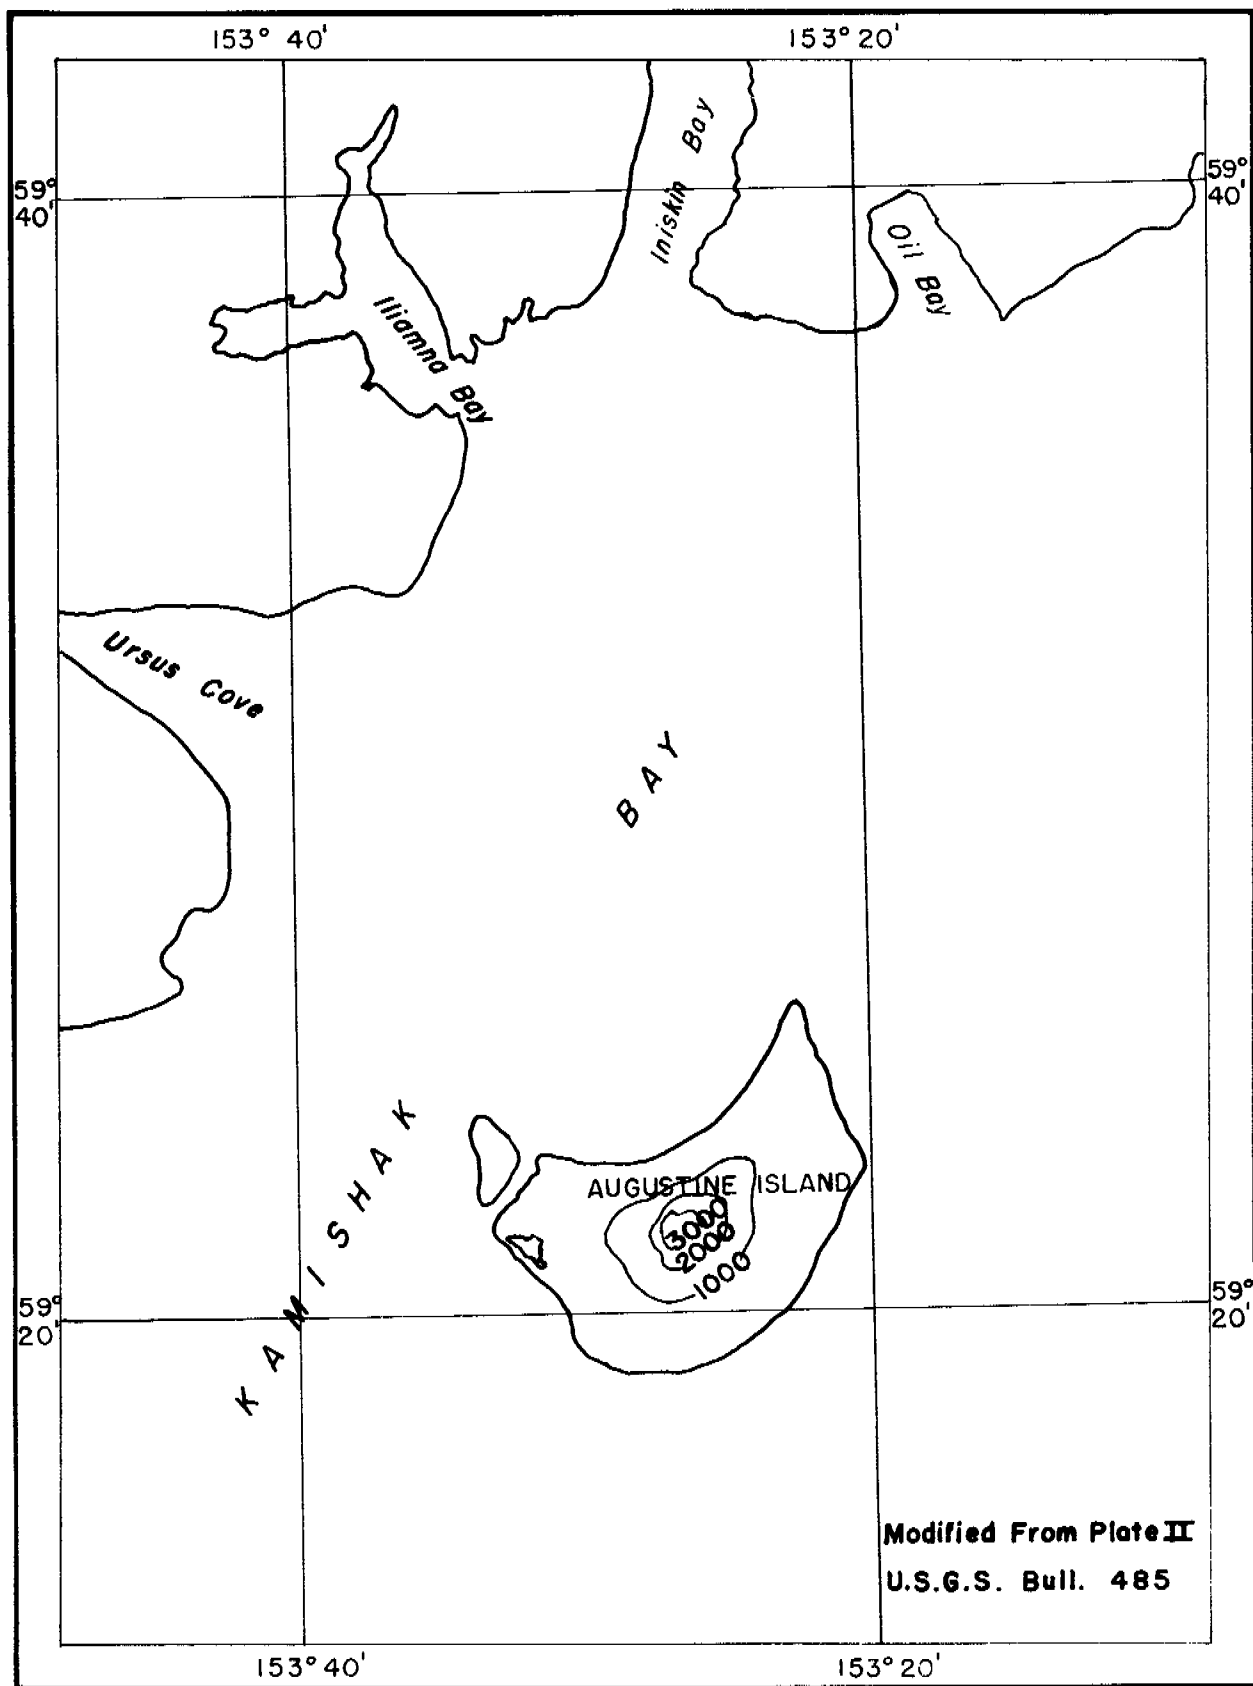 153° 40'
153° 20'
59°
40'
59°
40'
Iniskin Bay
Oil Bay
Iliamna Bay
Ursus Cove
BAY
KAMISHAK
AUGUSTINE ISLAND
3000
2000
1000
59°
20'
59°
20'
Modified From Plate II
U.S.G.S. Bull. 485
153° 40'
153° 20'